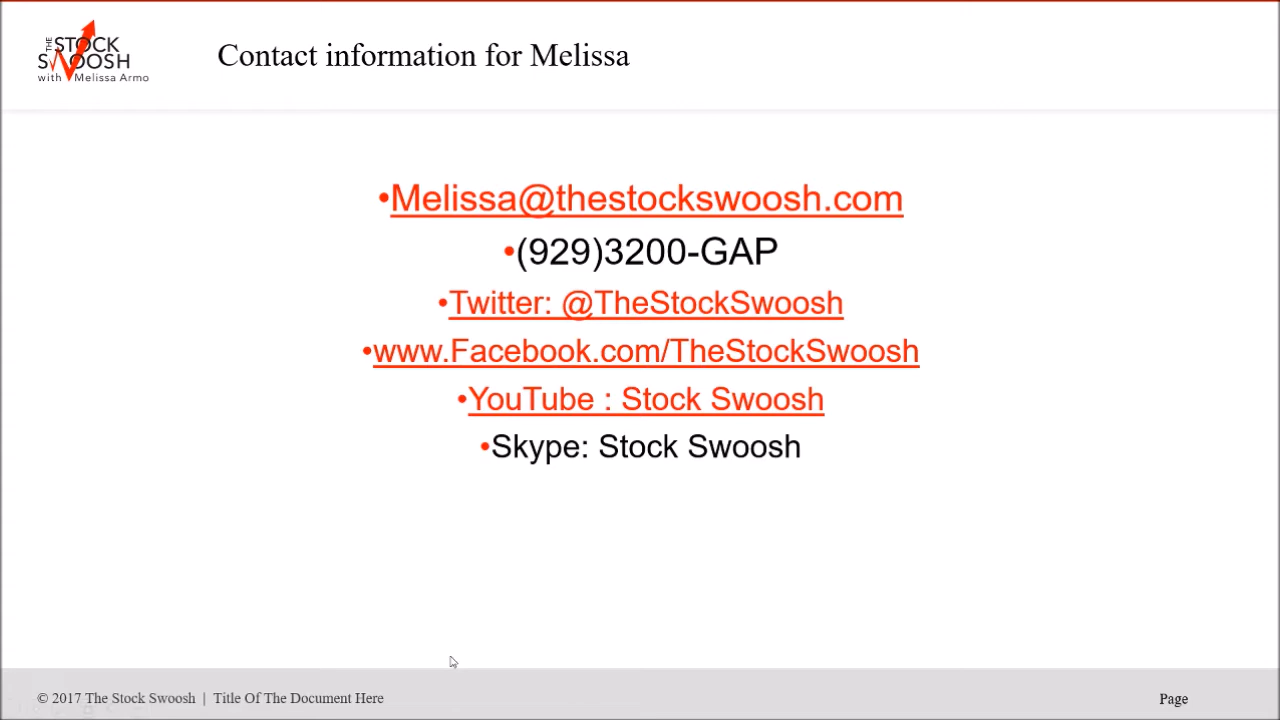 THE STOCK
SWOOSH
with Melissa Armo
Contact information for Melissa
•Melissa@thestockswoosh.com
•(929)3200-GAP
•Twitter: @TheStockSwoosh
•www.Facebook.com/TheStockSwoosh
•YouTube : Stock Swoosh
•Skype: Stock Swoosh
© 2017 The Stock Swoosh | Title Of The Document Here
Page